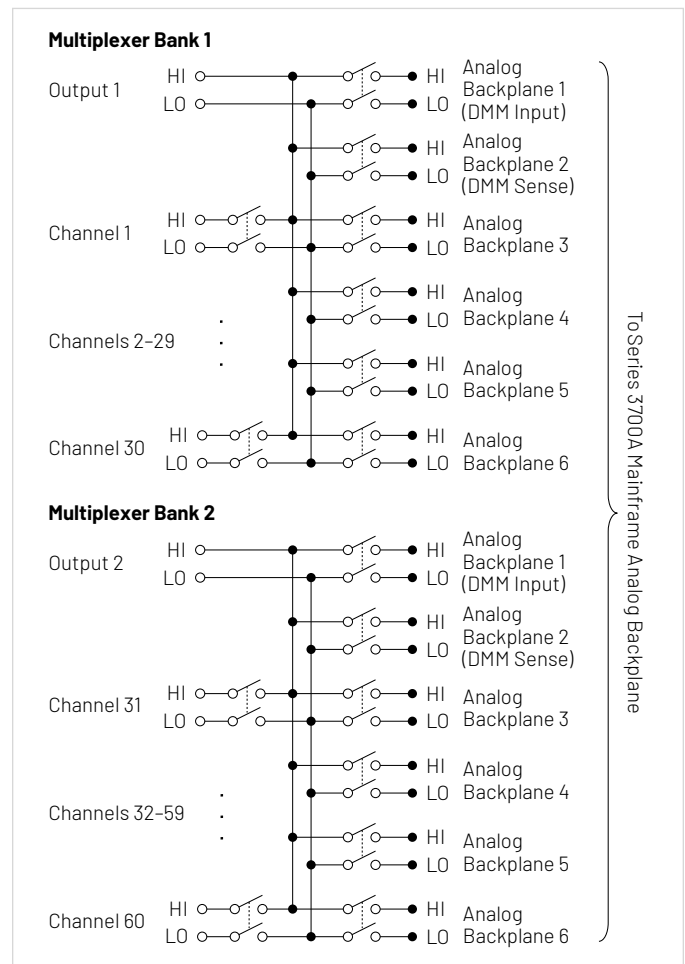 Multiplexer Bank 1
Output 1
HI
LO
HI
LO
Analog
Backplane 1
(DMM Input)
HI
LO
Analog
Backplane 2
(DMM Sense)
Channel 1
HI
LO
HI
LO
Analog
Backplane 3
Channels 2–29
HI
LO
Analog
Backplane 4
HI
LO
Analog
Backplane 5
Channel 30
HI
LO
HI
LO
Analog
Backplane 6
Multiplexer Bank 2
Output 2
HI
LO
HI
LO
Analog
Backplane 1
(DMM Input)
HI
LO
Analog
Backplane 2
(DMM Sense)
Channel 31
HI
LO
HI
LO
Analog
Backplane 3
Channels 32–59
HI
LO
Analog
Backplane 4
HI
LO
Analog
Backplane 5
Channel 60
HI
LO
HI
LO
Analog
Backplane 6
ToSeries 3700A Mainframe Analog Backplane